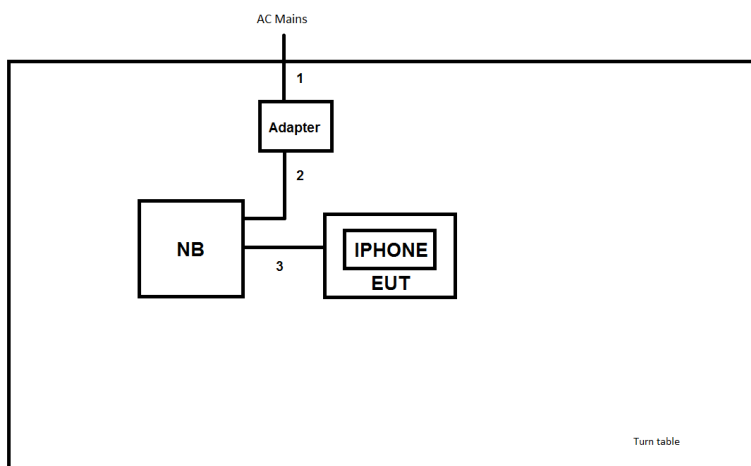 AC Mains
1
Adapter
2
NB
IPHONE
3
EUT
Turn table